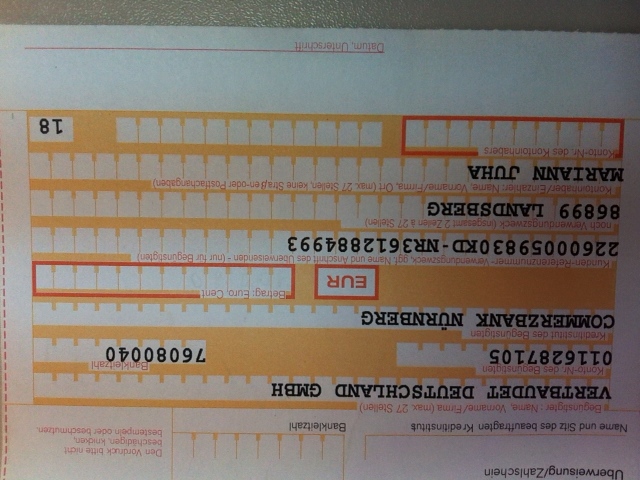 Überweisung/Zahlschein
Den Vordruck bitte nicht
beschädigen, knicken,
bestempeln oder beschmutzen.
Name und Sitz des beauftragten Kreditinstituts
Bankleitzahl
Begünstigter: Name, Vorname/Firma (max. 27 Stellen)
VERTBAUDET DEUTSCHLAND GMBH
Konto-Nr. des Begünstigten
Bankleitzahl
0116287105
76080040
Kreditinstitut des Begünstigten
COMMERZBANK NÜRNBERG
EUR
Betrag: Euro, Cent
Kunden-Referenznummer - Verwendungszweck, ggf. Name und Anschrift des Überweisenden - (nur für Begünstigten)
22600059830KD-NR3612884993
noch Verwendungszweck (insgesamt 2 Zeilen à 27 Stellen)
86899 LANDSBERG
Kontoinhaber/Einzahler: Name, Vorname/Firma, Ort (max. 27 Stellen, keine Straßen- oder Postfachangaben)
MARIANN JUHA
Konto-Nr. des Kontoinhabers
18
Datum, Unterschrift